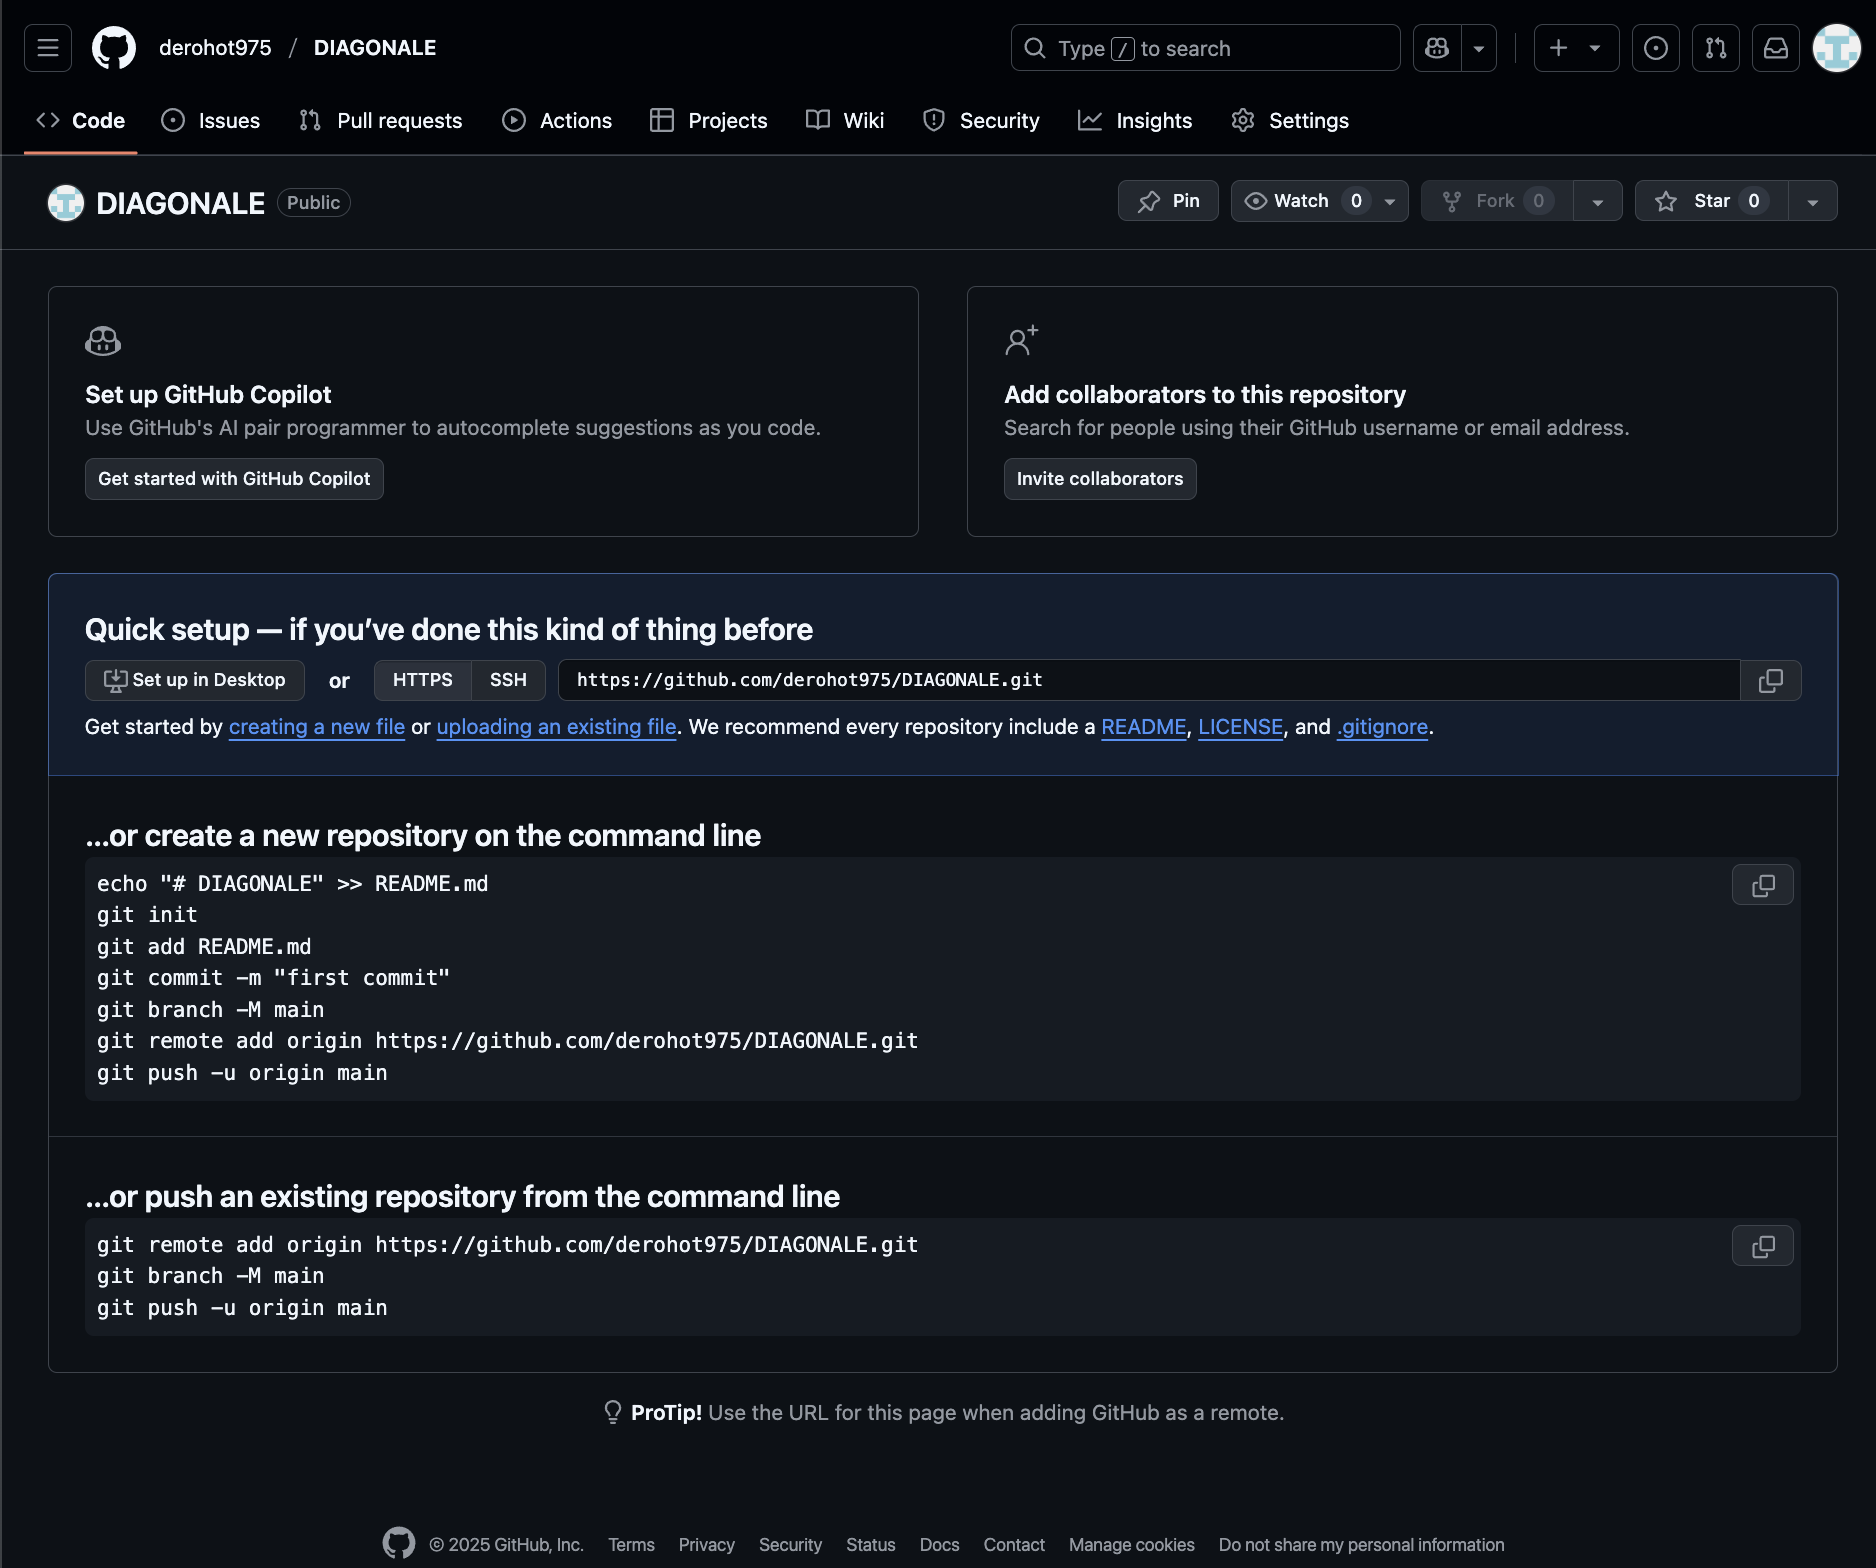 derohot975 / DIAGONALE
Type / to search
Code Issues Pull requests Actions Projects Wiki Security Insights Settings
DIAGONALE Public
Pin Watch 0 Fork 0 Star 0
Set up GitHub Copilot
Use GitHub's AI pair programmer to autocomplete suggestions as you code.
Get started with GitHub Copilot
Add collaborators to this repository
Search for people using their GitHub username or email address.
Invite collaborators
Quick setup — if you’ve done this kind of thing before
Set up in Desktop or HTTPS SSH https://github.com/derohot975/DIAGONALE.git
Get started by creating a new file or uploading an existing file. We recommend every repository include a README, LICENSE, and .gitignore.
…or create a new repository on the command line
echo "# DIAGONALE" >> README.md
git init
git add README.md
git commit -m "first commit"
git branch -M main
git remote add origin https://github.com/derohot975/DIAGONALE.git
git push -u origin main
…or push an existing repository from the command line
git remote add origin https://github.com/derohot975/DIAGONALE.git
git branch -M main
git push -u origin main
ProTip! Use the URL for this page when adding GitHub as a remote.
© 2025 GitHub, Inc. Terms Privacy Security Status Docs Contact Manage cookies Do not share my personal information